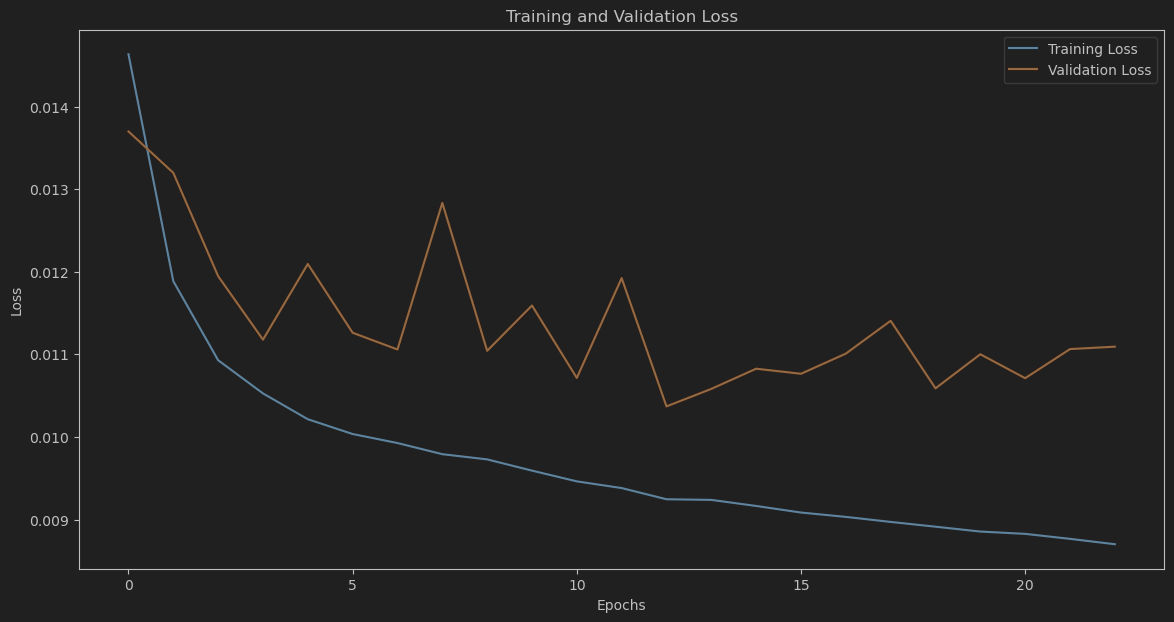 Training and Validation Loss
Training Loss
Validation Loss
0.014
0.013
0.012
0.011
0.010
0.009
Loss
0
5
10
15
20
Epochs